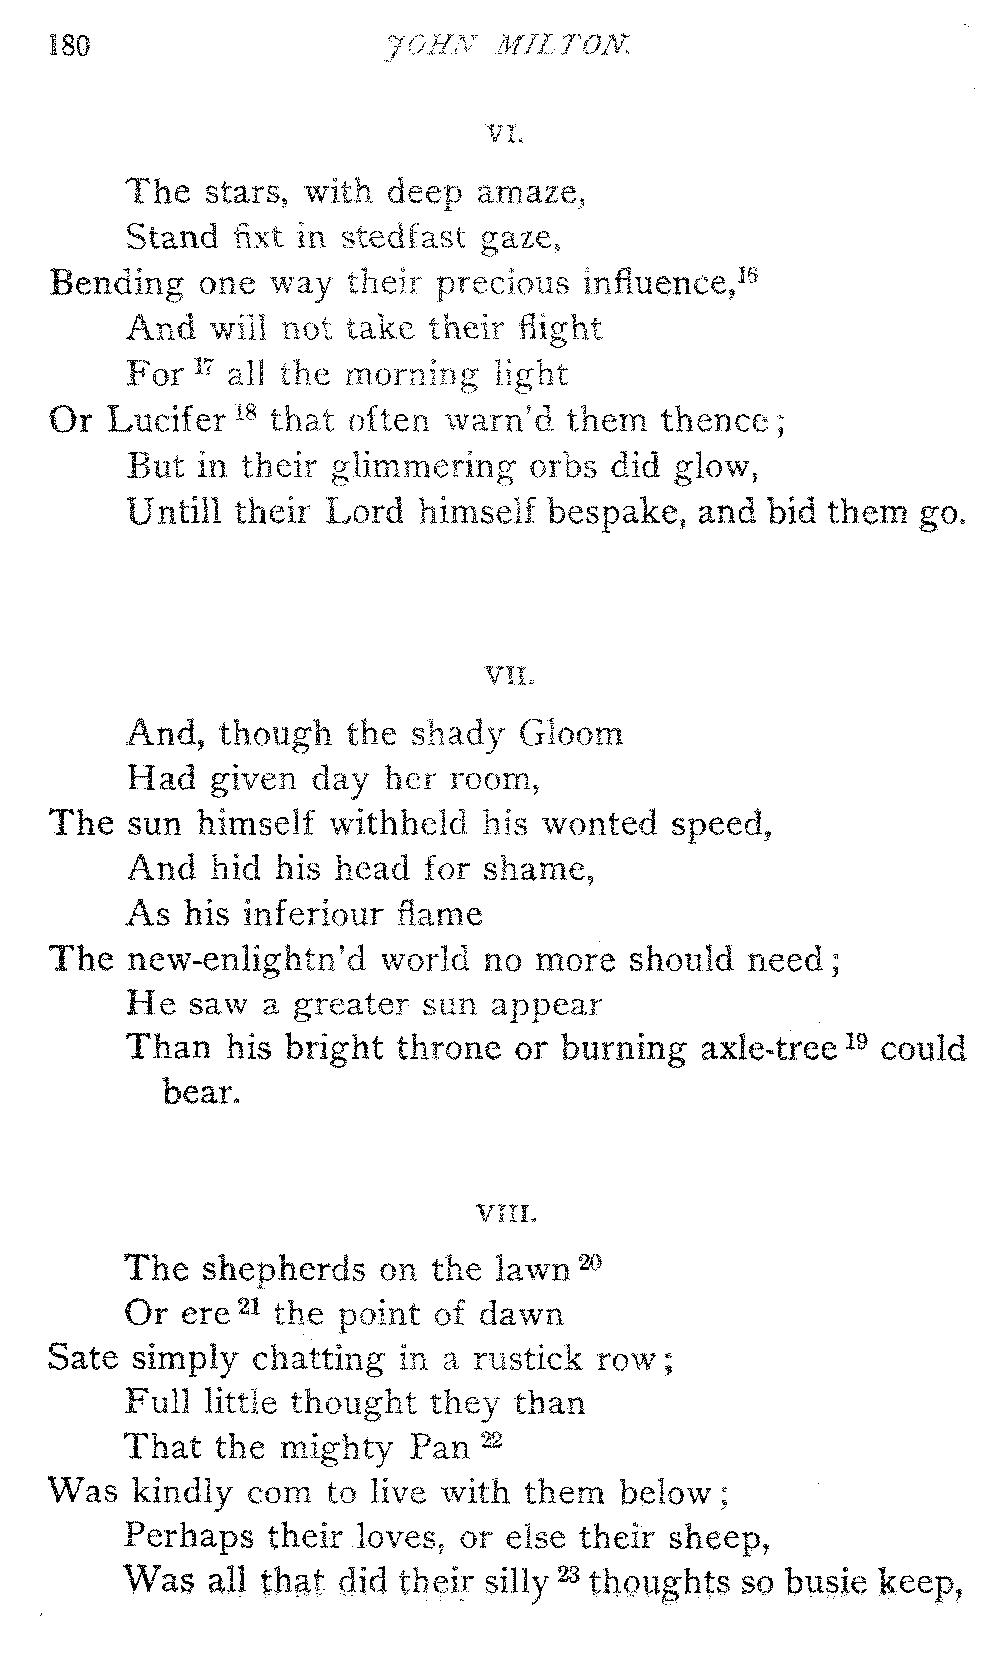 180 JOHN MILTON.
VI.
The stars, with deep amaze,
Stand fixt in stedfast gaze,
Bending one way their precious influence,¹⁶
And will not take their flight
For ¹⁷ all the morning light
Or Lucifer ¹⁸ that often warn'd them thence;
But in their glimmering orbs did glow,
Untill their Lord himself bespake, and bid them go.
VII.
And, though the shady Gloom
Had given day her room,
The sun himself withheld his wonted speed,
And hid his head for shame,
As his inferiour flame
The new-enlightn'd world no more should need;
He saw a greater sun appear
Than his bright throne or burning axle-tree ¹⁹ could
bear.
VIII.
The shepherds on the lawn ²⁰
Or ere ²¹ the point of dawn
Sate simply chatting in a rustick row;
Full little thought they than
That the mighty Pan ²²
Was kindly com to live with them below;
Perhaps their loves, or else their sheep,
Was all that did their silly ²³ thoughts so busie keep,